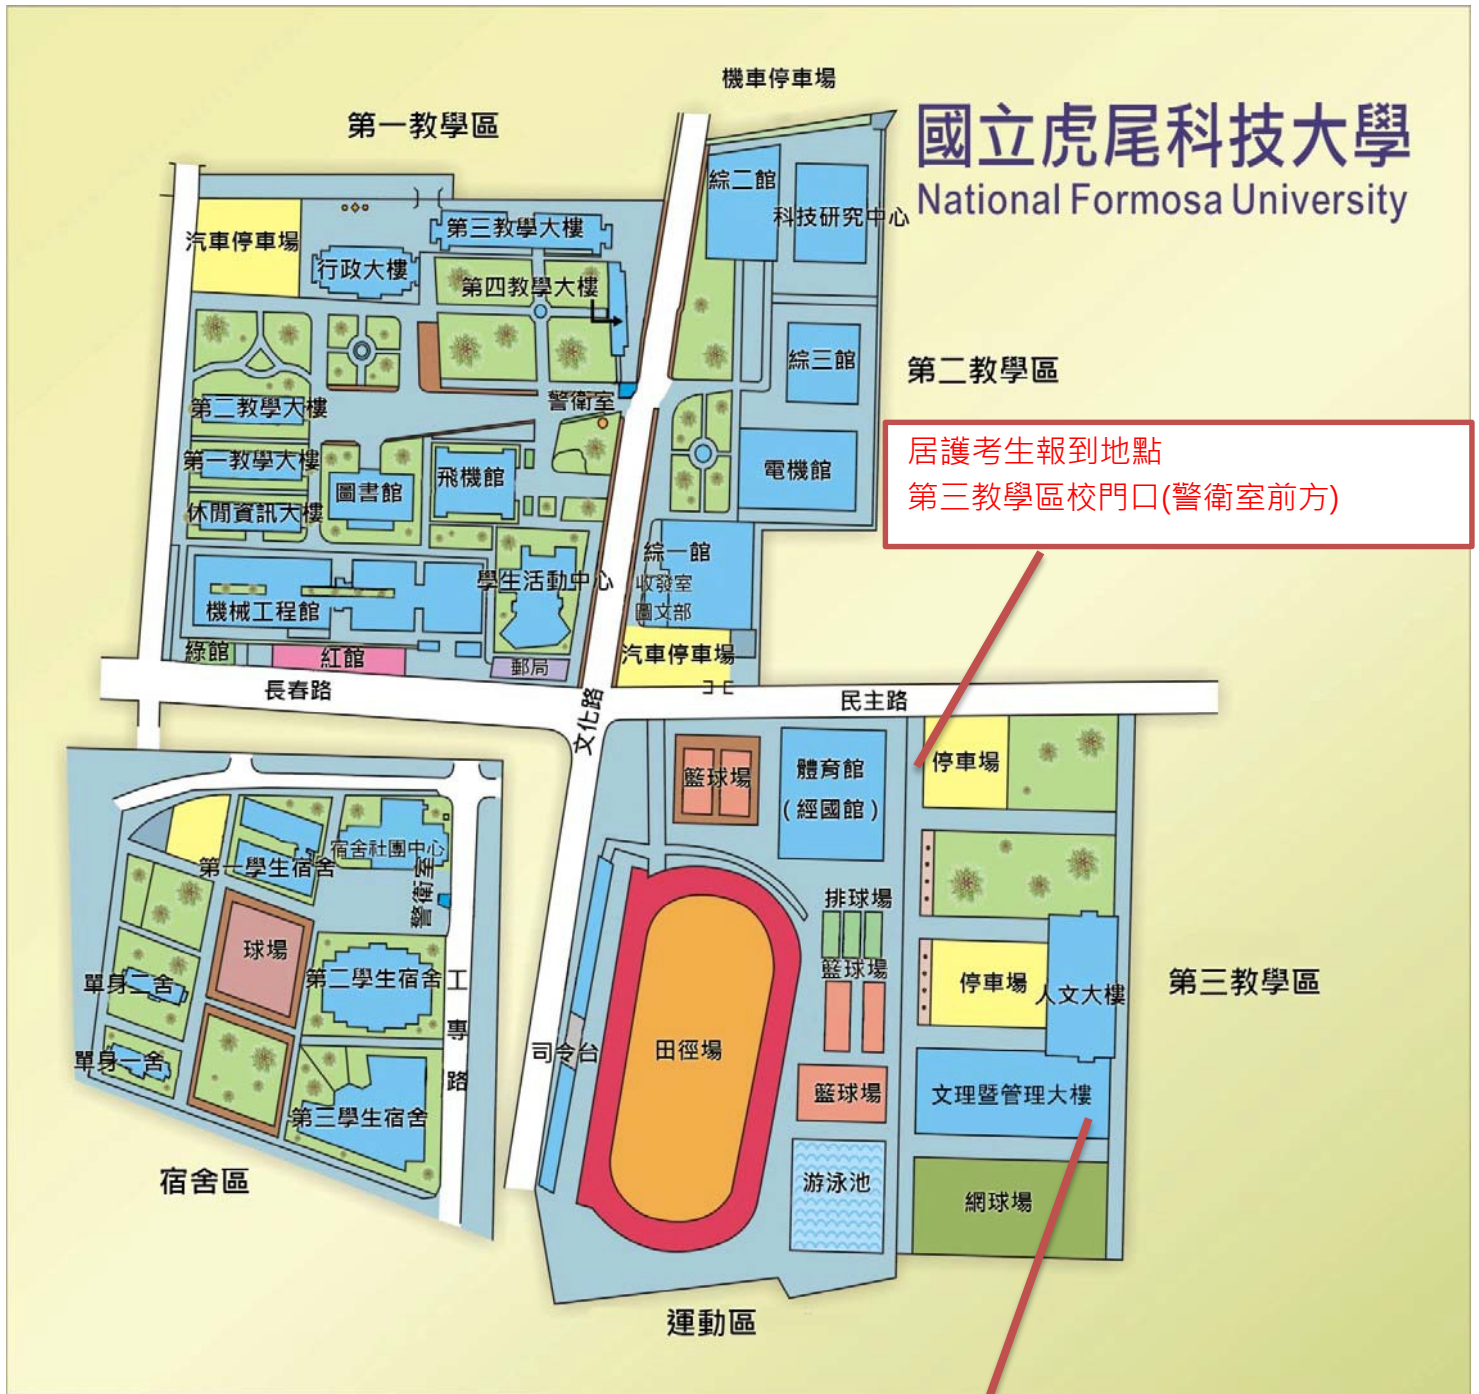 機車停車場
第一教學區
國立虎尾科技大學
National Formosa University
綜二館
科技研究中心
汽車停車場
第三教學大樓
行政大樓
第四教學大樓
綜三館
第二教學區
警衛室
第二教學大樓
居護考生報到地點
第三教學區校門口(警衛室前方)
第一教學大樓
圖書館
飛機館
電機館
休閒資訊大樓
綜一館
收發室
圖文部
學生活動中心
機械工程館
綠館
紅館
郵局
汽車停車場
長春路
文化路
民主路
籃球場
體育館
(經國館)
停車場
宿舍社團中心
第一學生宿舍
警衛室
排球場
球場
籃球場
第二學生宿舍
工專路
單身二舍
停車場
人文大樓
第三教學區
單身一舍
司令台
田徑場
第三學生宿舍
籃球場
文理暨管理大樓
宿舍區
游泳池
網球場
運動區